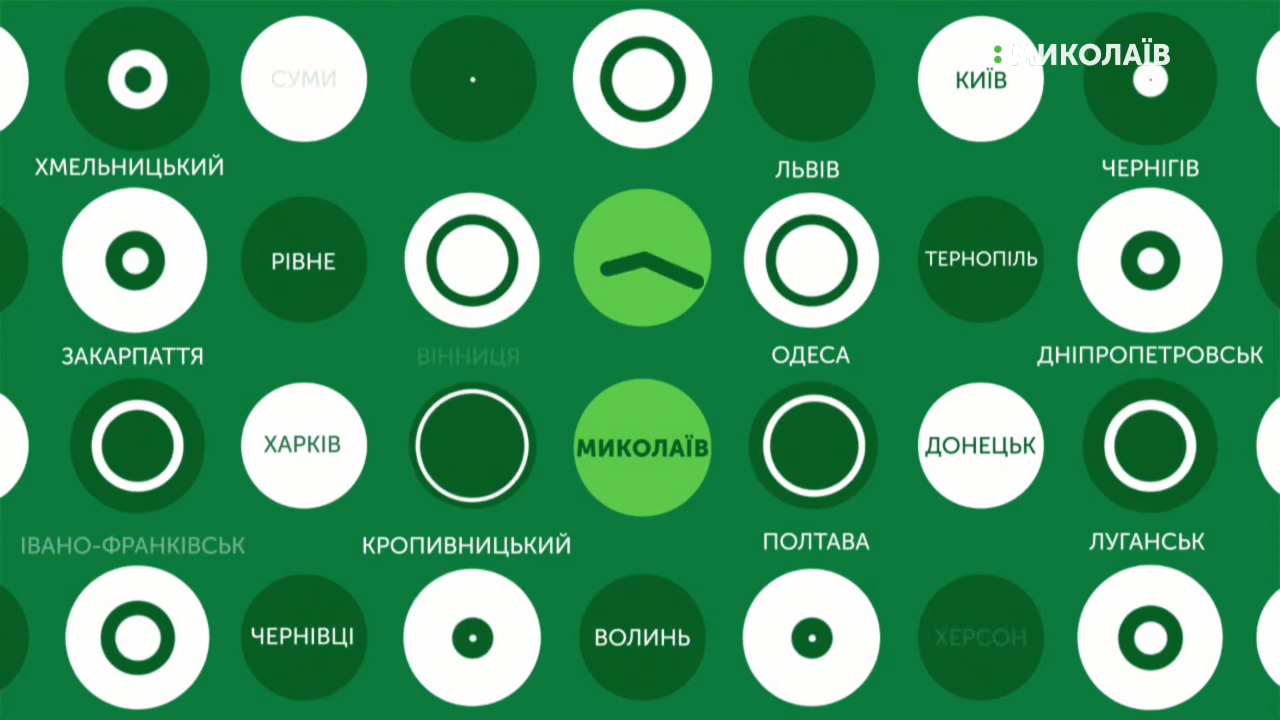 МИКОЛАЇВ
СУМИ
КИЇВ
ХМЕЛЬНИЦЬКИЙ
ЛЬВІВ
ЧЕРНІГІВ
РІВНЕ
ТЕРНОПІЛЬ
ЗАКАРПАТТЯ
ВІННИЦЯ
ОДЕСА
ДНІПРОПЕТРОВСЬК
ХАРКІВ
МИКОЛАЇВ
ДОНЕЦЬК
ІВАНО-ФРАНКІВСЬК
КРОПИВНИЦЬКИЙ
ПОЛТАВА
ЛУГАНСЬК
ЧЕРНІВЦІ
ВОЛИНЬ
ХЕРСОН